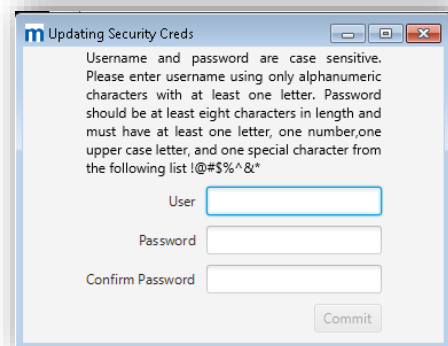 m Updating Security Creds
Username and password are case sensitive.
Please enter username using only alphanumeric
characters with at least one letter. Password
should be at least eight characters in length and
must have at least one letter, one number,one
upper case letter, and one special character from
the following list !@#$%^&*
User
Password
Confirm Password
Commit